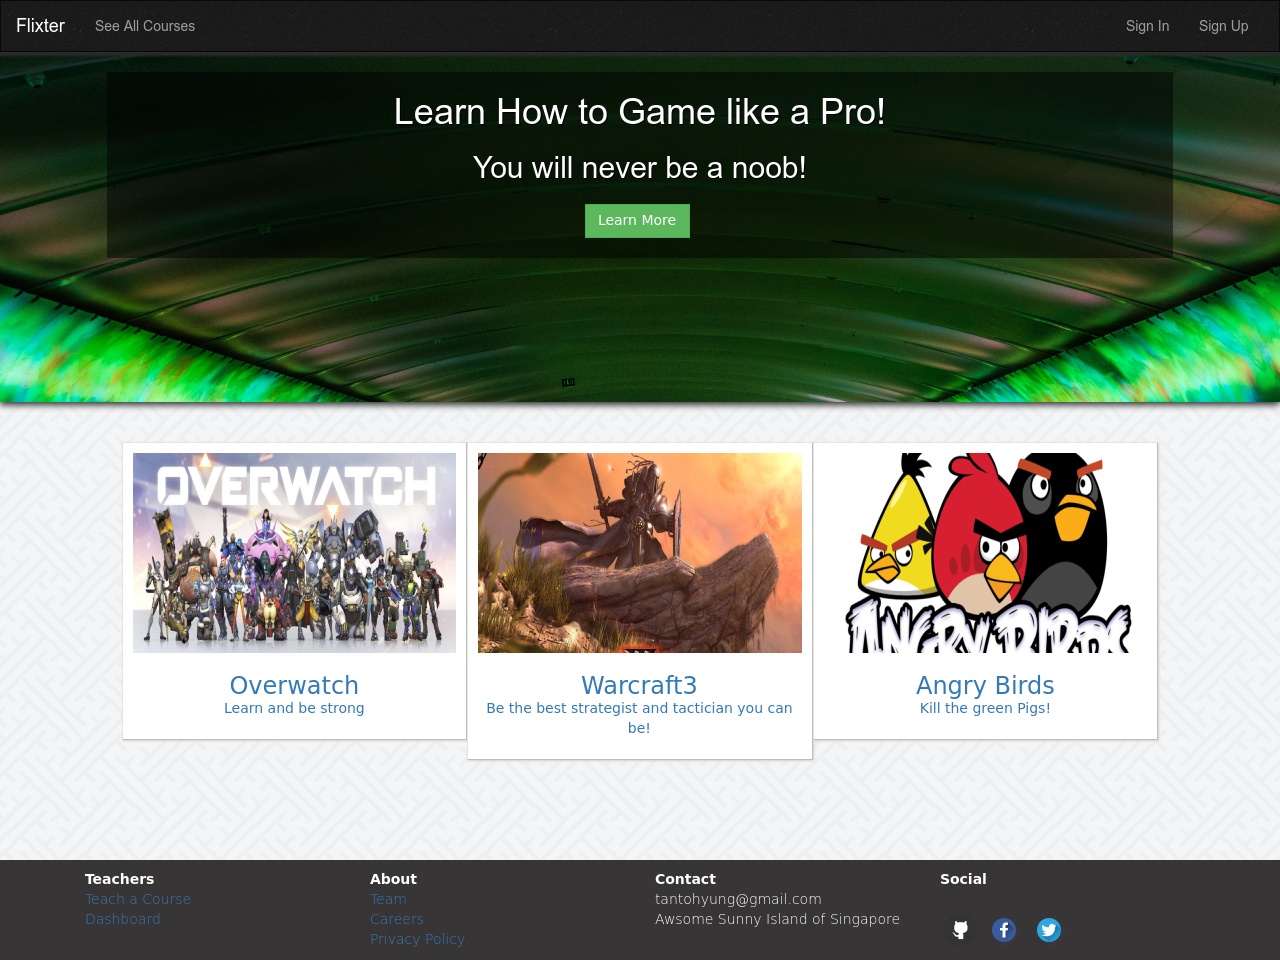 Flixter
See All Courses
Sign In
Sign Up
Learn How to Game like a Pro!
You will never be a noob!
Learn More
OVERWATCH
ANGRY BIRDS
Overwatch
Learn and be strong
Warcraft3
Be the best strategist and tactician you can
be!
Angry Birds
Kill the green Pigs!
Teachers
Teach a Course
Dashboard
About
Team
Careers
Privacy Policy
Contact
tantohyung@gmail.com
Awsome Sunny Island of Singapore
Social